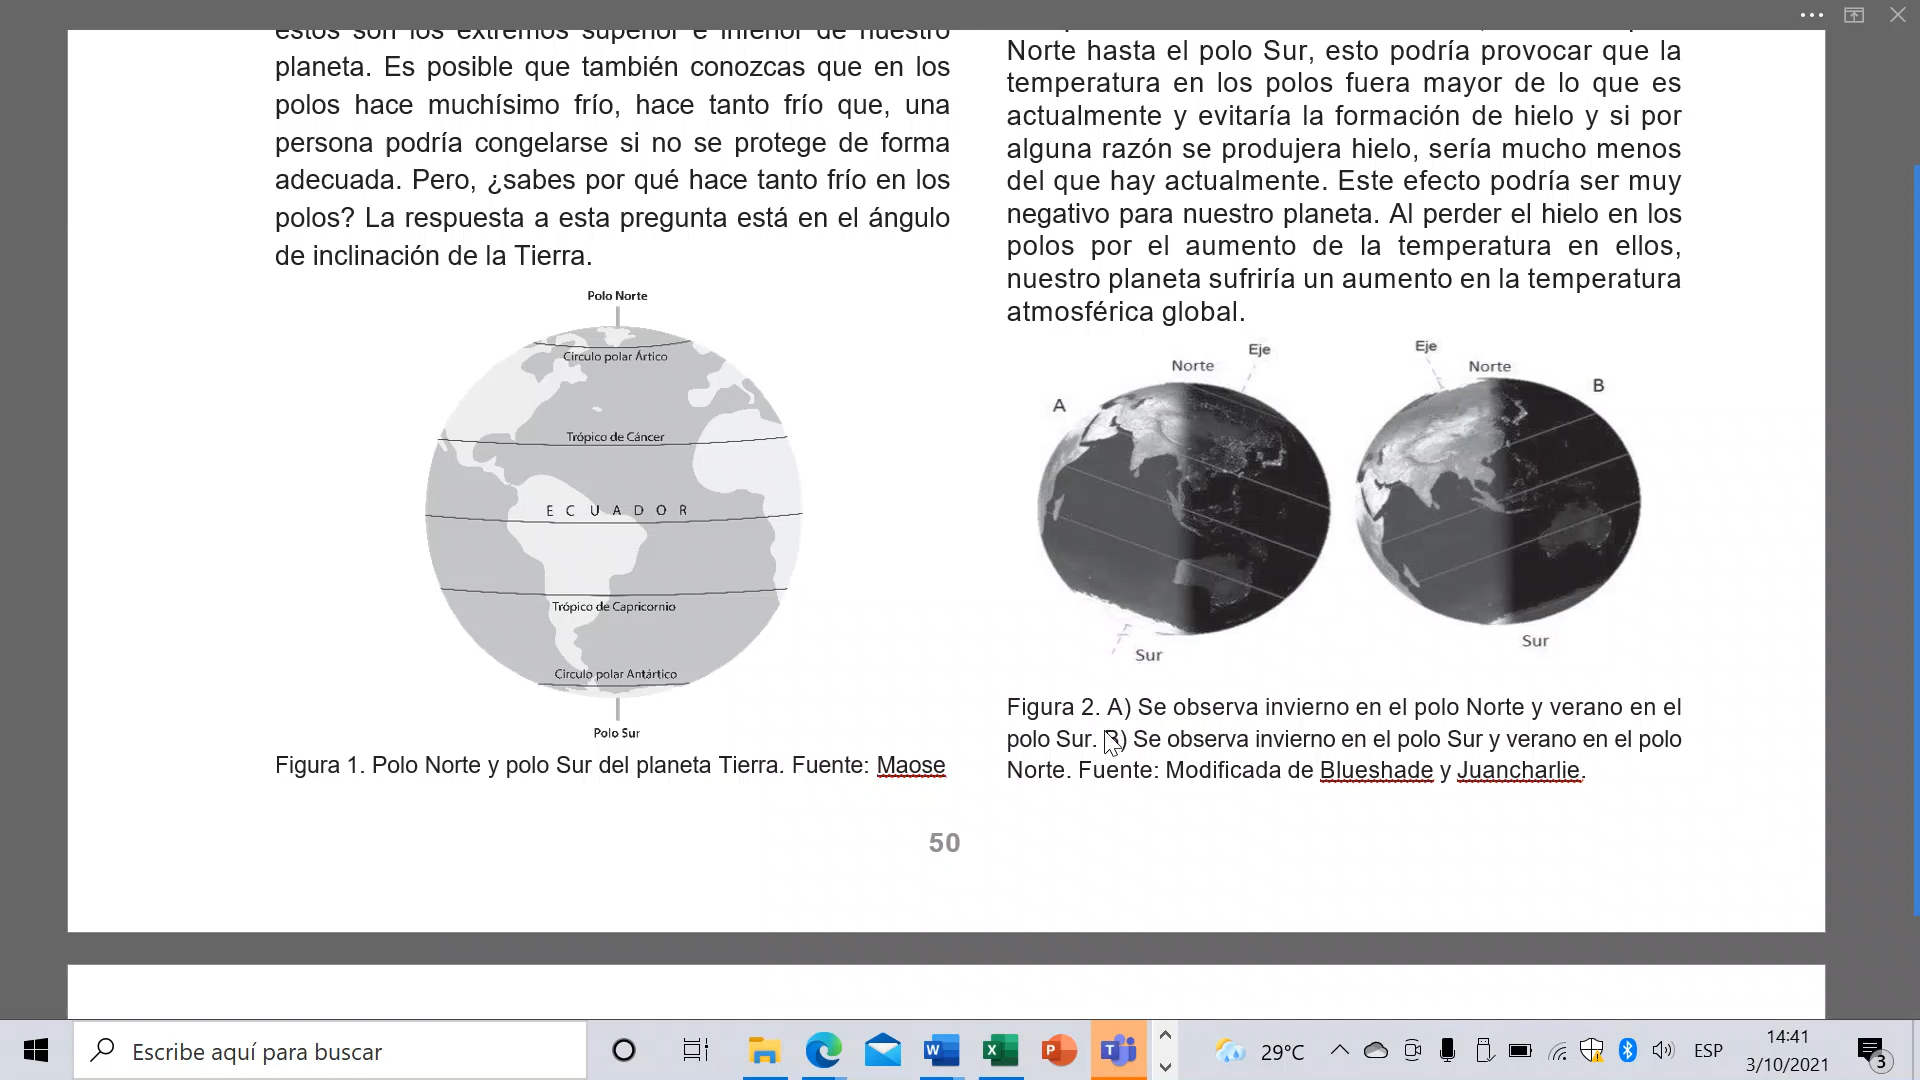 estos son los extremos superior e inferior de nuestro
planeta. Es posible que también conozcas que en los
polos hace muchísimo frío, hace tanto frío que, una
persona podría congelarse si no se protege de forma
adecuada. Pero, ¿sabes por qué hace tanto frío en los
polos? La respuesta a esta pregunta está en el ángulo
de inclinación de la Tierra.
Polo Norte
Círculo polar Ártico
Trópico de Cáncer
ECUADOR
Trópico de Capricornio
Círculo polar Antártico
Polo Sur
Figura 1. Polo Norte y polo Sur del planeta Tierra. Fuente: Maose
Norte hasta el polo Sur, esto podría provocar que la
temperatura en los polos fuera mayor de lo que es
actualmente y evitaría la formación de hielo y si por
alguna razón se produjera hielo, sería mucho menos
del que hay actualmente. Este efecto podría ser muy
negativo para nuestro planeta. Al perder el hielo en los
polos por el aumento de la temperatura en ellos,
nuestro planeta sufriría un aumento en la temperatura
atmosférica global.
Eje
Norte
A
Sur
Eje
Norte
B
Sur
Figura 2. A) Se observa invierno en el polo Norte y verano en el
polo Sur. B) Se observa invierno en el polo Sur y verano en el polo
Norte. Fuente: Modificada de Blueshade y Juancharlie.
50
Escribe aquí para buscar
29°C
ESP
14:41
3/10/2021
3